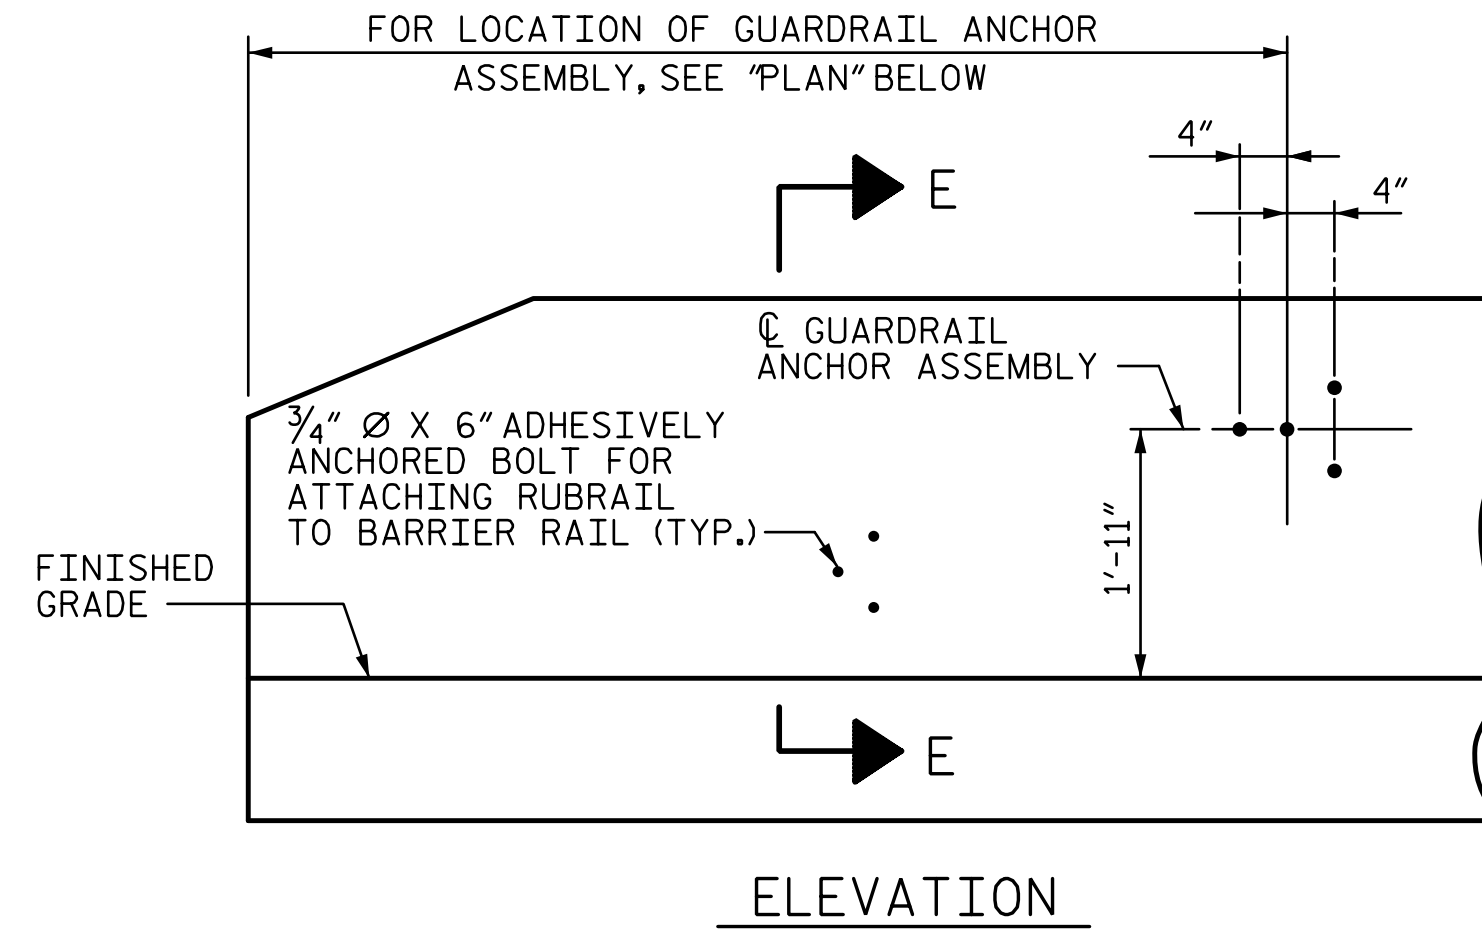 FOR LOCATION OF GUARDRAIL ANCHOR
ASSEMBLY, SEE "PLAN" BELOW
4"
4"
E
℄ GUARDRAIL
ANCHOR ASSEMBLY
3/4" Ø X 6" ADHESIVELY
ANCHORED BOLT FOR
ATTACHING RUBRAIL
TO BARRIER RAIL (TYP.)
1'-11"
FINISHED
GRADE
E
ELEVATION